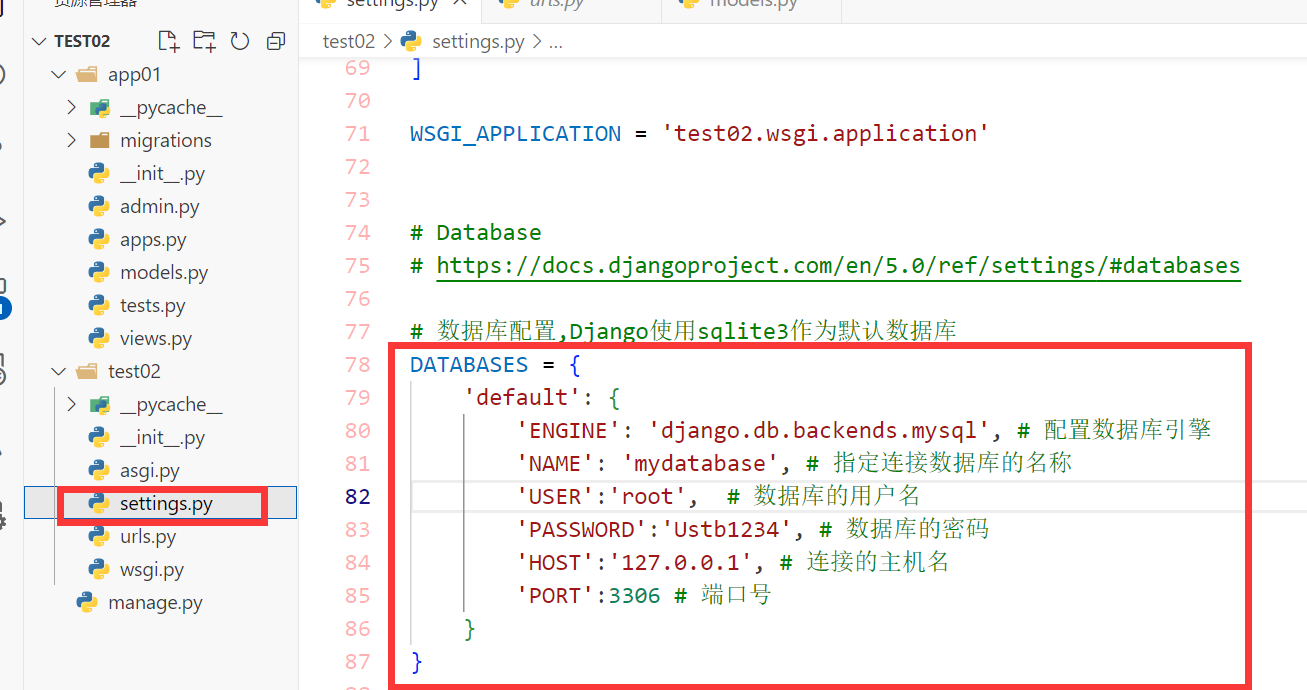 资源管理器
TEST02
app01
__pycache__
migrations
__init__.py
admin.py
apps.py
models.py
tests.py
views.py
test02
__pycache__
__init__.py
asgi.py
settings.py
urls.py
wsgi.py
manage.py
settings.py
urls.py
models.py
test02 > settings.py > ...
69 ]
70
71 WSGI_APPLICATION = 'test02.wsgi.application'
72
73
74 # Database
75 # https://docs.djangoproject.com/en/5.0/ref/settings/#databases
76
77 # 数据库配置,Django使用sqlite3作为默认数据库
78 DATABASES = {
79 'default': {
80 'ENGINE': 'django.db.backends.mysql', # 配置数据库引擎
81 'NAME': 'mydatabase', # 指定连接数据库的名称
82 'USER':'root', # 数据库的用户名
83 'PASSWORD':'Ustb1234', # 数据库的密码
84 'HOST':'127.0.0.1', # 连接的主机名
85 'PORT':3306 # 端口号
86 }
87 }